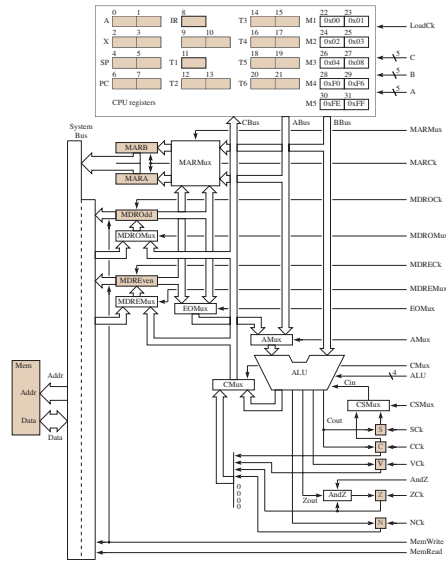 0 1 8 14 15 22 23
A IR T3 M1 0x00 0x01 LoadCk
2 3 9 10 16 17 24 25
X T4 M2 0x02 0x03
4 5 11 18 19 26 27
SP T1 T5 M3 0x04 0x08 5 C
6 7 12 13 20 21 28 29
PC T2 T6 M4 0xF0 0xF6 5 B
30 31
CPU registers M5 0xFE 0xFF 5 A
System Bus
CBus ABus BBus
MARB MARMux MARMux
MARA MARCk
MDROdd MDROCk
MDROMux MDROMux
MDREven MDRECk
MDREMux MDREMux
EOMux EOMux
AMux AMux
Mem
Addr
Addr
Data
Data
ALU
CMux
Cin
CMux
4 ALU
CSMux CSMux
Cout
S SCk
C CCk
V VCk
AndZ
0
0
0
0
Zout AndZ Z ZCk
N NCk
MemWrite
MemRead